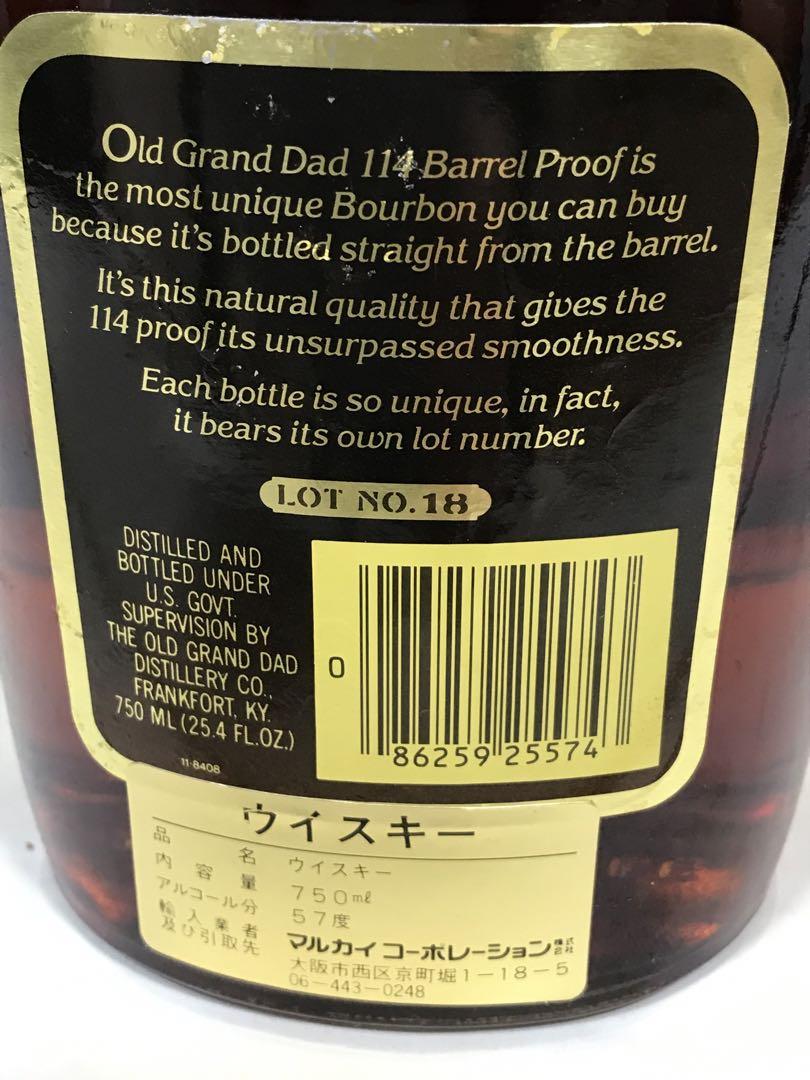 Old Grand Dad 114 Barrel Proof is
the most unique Bourbon you can buy
because it's bottled straight from the barrel.
It's this natural quality that gives the
114 proof its unsurpassed smoothness.
Each bottle is so unique, in fact,
it bears its own lot number.
LOT NO.18
DISTILLED AND
BOTTLED UNDER
U.S. GOVT.
SUPERVISION BY
THE OLD GRAND DAD
DISTILLERY CO.,
FRANKFORT, KY.
750 ML (25.4 FL.OZ.)
11-8408
0 86259 25574
ウイスキー
品名 ウイスキー
内容量 750ml
アルコール分 57度
輸入業者
及び引取先 マルカイ コーポレーション株式会社
大阪市西区京町堀1-18-5
06-443-0248